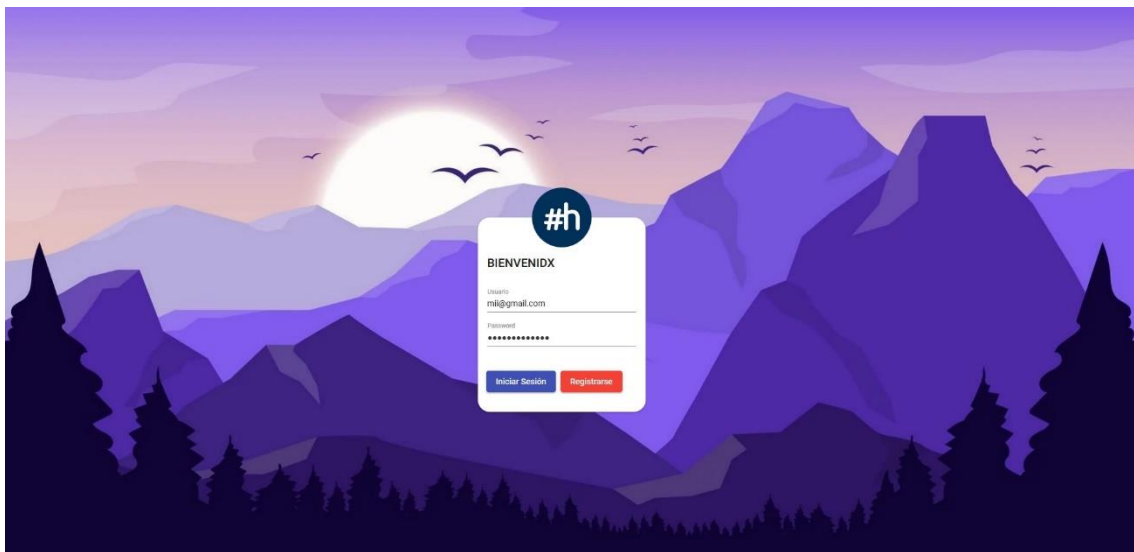 #h
BIENVENIDX
Usuario
mii@gmail.com
Password
•••••••••••••
Iniciar Sesión
Registrarse